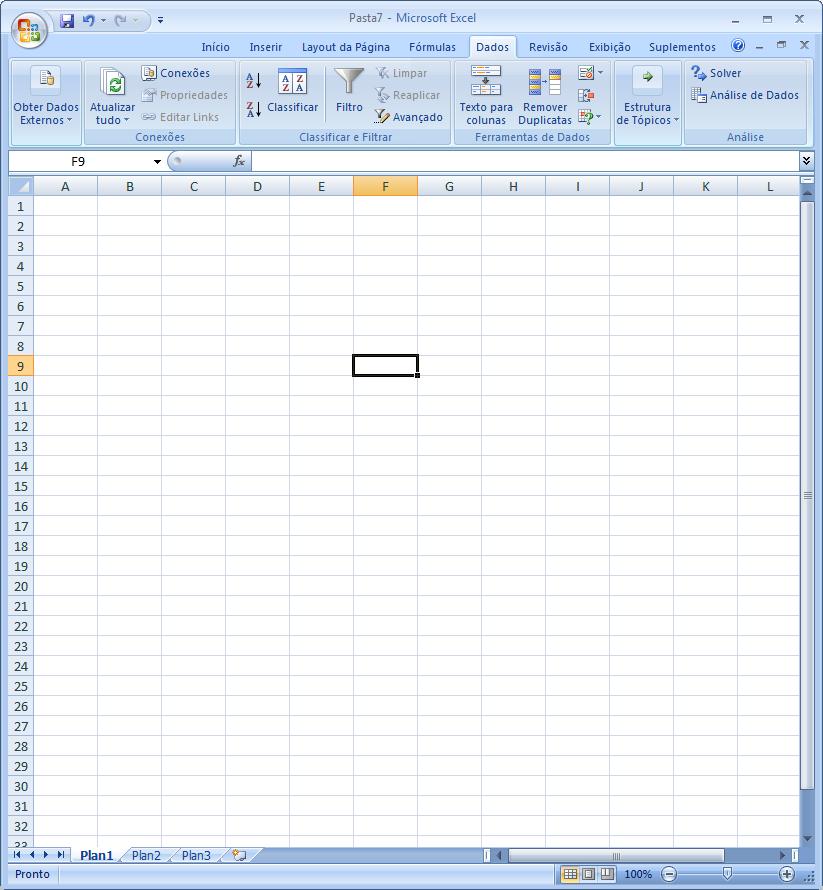 Pasta7 - Microsoft Excel
Início Inserir Layout da Página Fórmulas Dados Revisão Exibição Suplementos
Obter Dados Externos
Atualizar tudo
Conexões
Propriedades
Editar Links
Conexões
A Z
Z A
Classificar
Filtro
Limpar
Reaplicar
Avançado
Classificar e Filtrar
Texto para colunas
Remover Duplicatas
Ferramentas de Dados
Estrutura de Tópicos
Solver
Análise de Dados
Análise
F9 fx
A B C D E F G H I J K L
1
2
3
4
5
6
7
8
9
10
11
12
13
14
15
16
17
18
19
20
21
22
23
24
25
26
27
28
29
30
31
32
33
Plan1 Plan2 Plan3
Pronto 100%